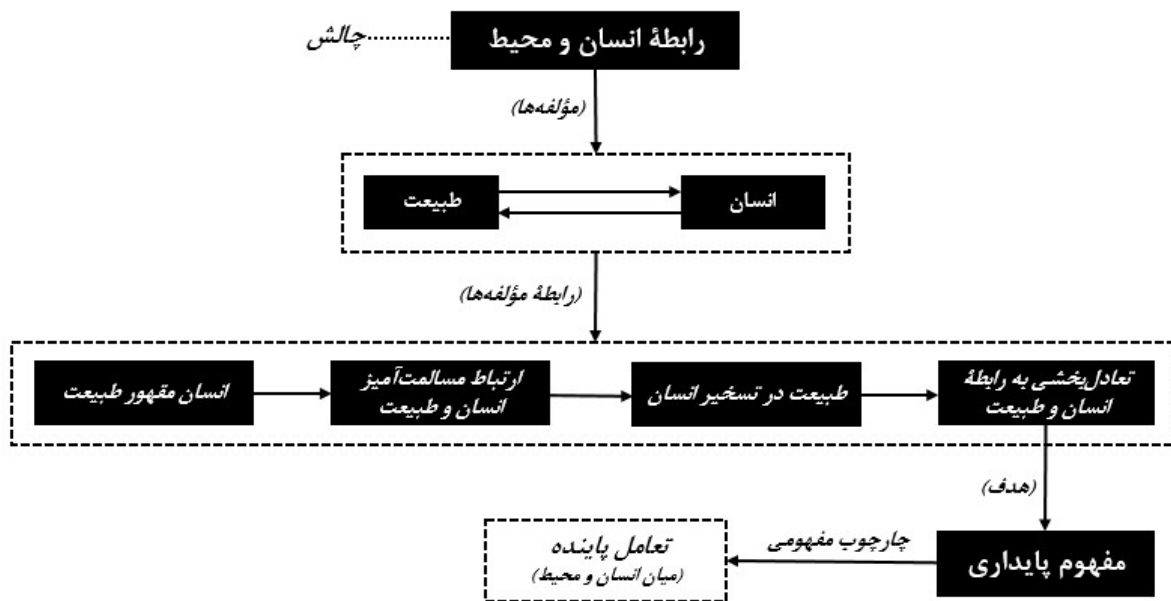 رابطهٔ انسان و محیط
چالش
(مؤلفه‌ها)
انسان
طبیعت
(رابطهٔ مؤلفه‌ها)
انسان مقهور طبیعت
ارتباط مسالمت‌آمیز
انسان و طبیعت
طبیعت در تسخیر انسان
تعادل‌بخشی به رابطهٔ
انسان و طبیعت
(هدف)
مفهوم پایداری
چارچوب مفهومی
تعامل پاینده
(میان انسان و محیط)